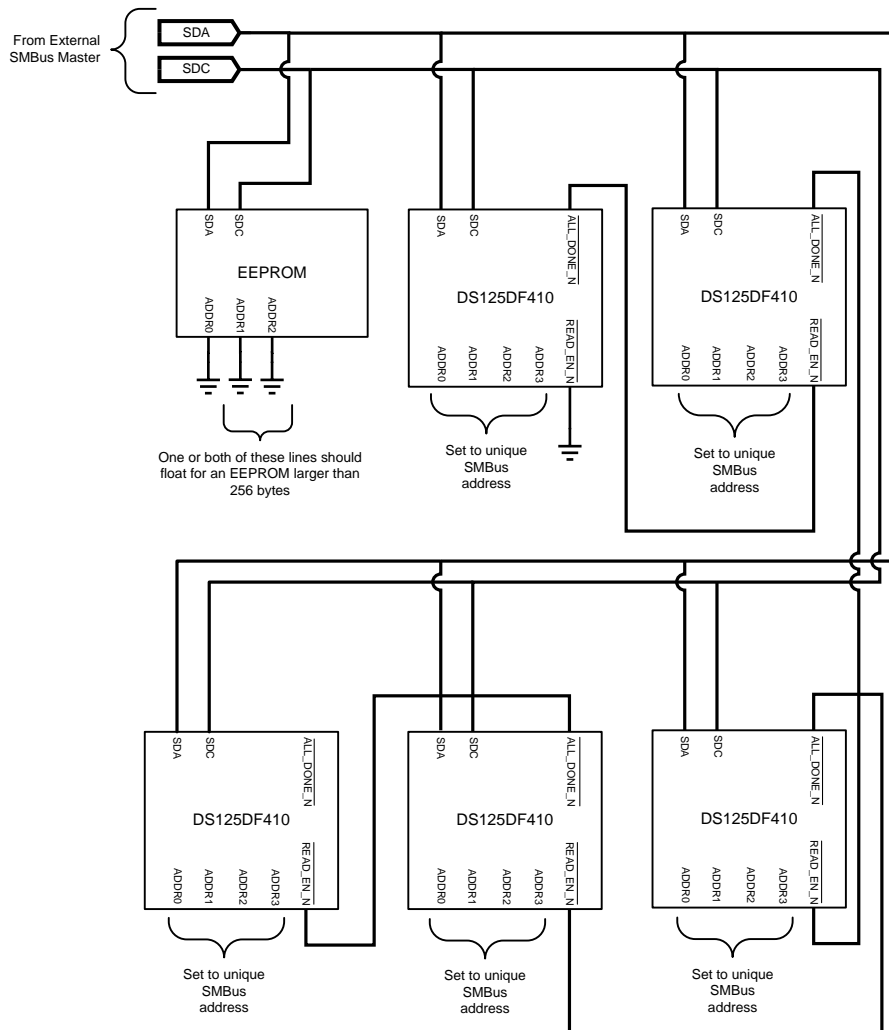 From External
SMBus Master
SDA
SDC
SDA
SDC
EEPROM
ADDR0
ADDR1
ADDR2
One or both of these lines should
float for an EEPROM larger than
256 bytes
SDA
SDC
ALL_DONE_N
DS125DF410
ADDR0
ADDR1
ADDR2
ADDR3
READ_EN_N
Set to unique
SMBus
address
SDA
SDC
ALL_DONE_N
DS125DF410
ADDR0
ADDR1
ADDR2
ADDR3
READ_EN_N
Set to unique
SMBus
address
SDA
SDC
ALL_DONE_N
DS125DF410
ADDR0
ADDR1
ADDR2
ADDR3
READ_EN_N
Set to unique
SMBus
address
SDA
SDC
ALL_DONE_N
DS125DF410
ADDR0
ADDR1
ADDR2
ADDR3
READ_EN_N
Set to unique
SMBus
address
SDA
SDC
ALL_DONE_N
DS125DF410
ADDR0
ADDR1
ADDR2
ADDR3
READ_EN_N
Set to unique
SMBus
address